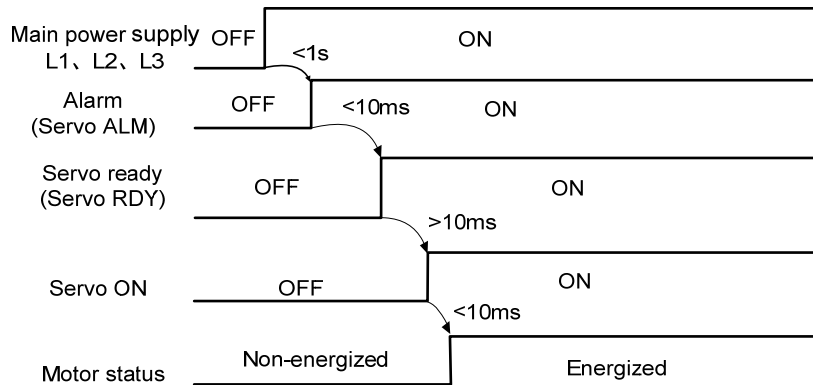 Main power supply
L1、L2、L3
OFF
ON
<1s
Alarm
(Servo ALM)
OFF
<10ms
ON
Servo ready
(Servo RDY)
OFF
ON
>10ms
Servo ON
OFF
ON
<10ms
Motor status
Non-energized
Energized